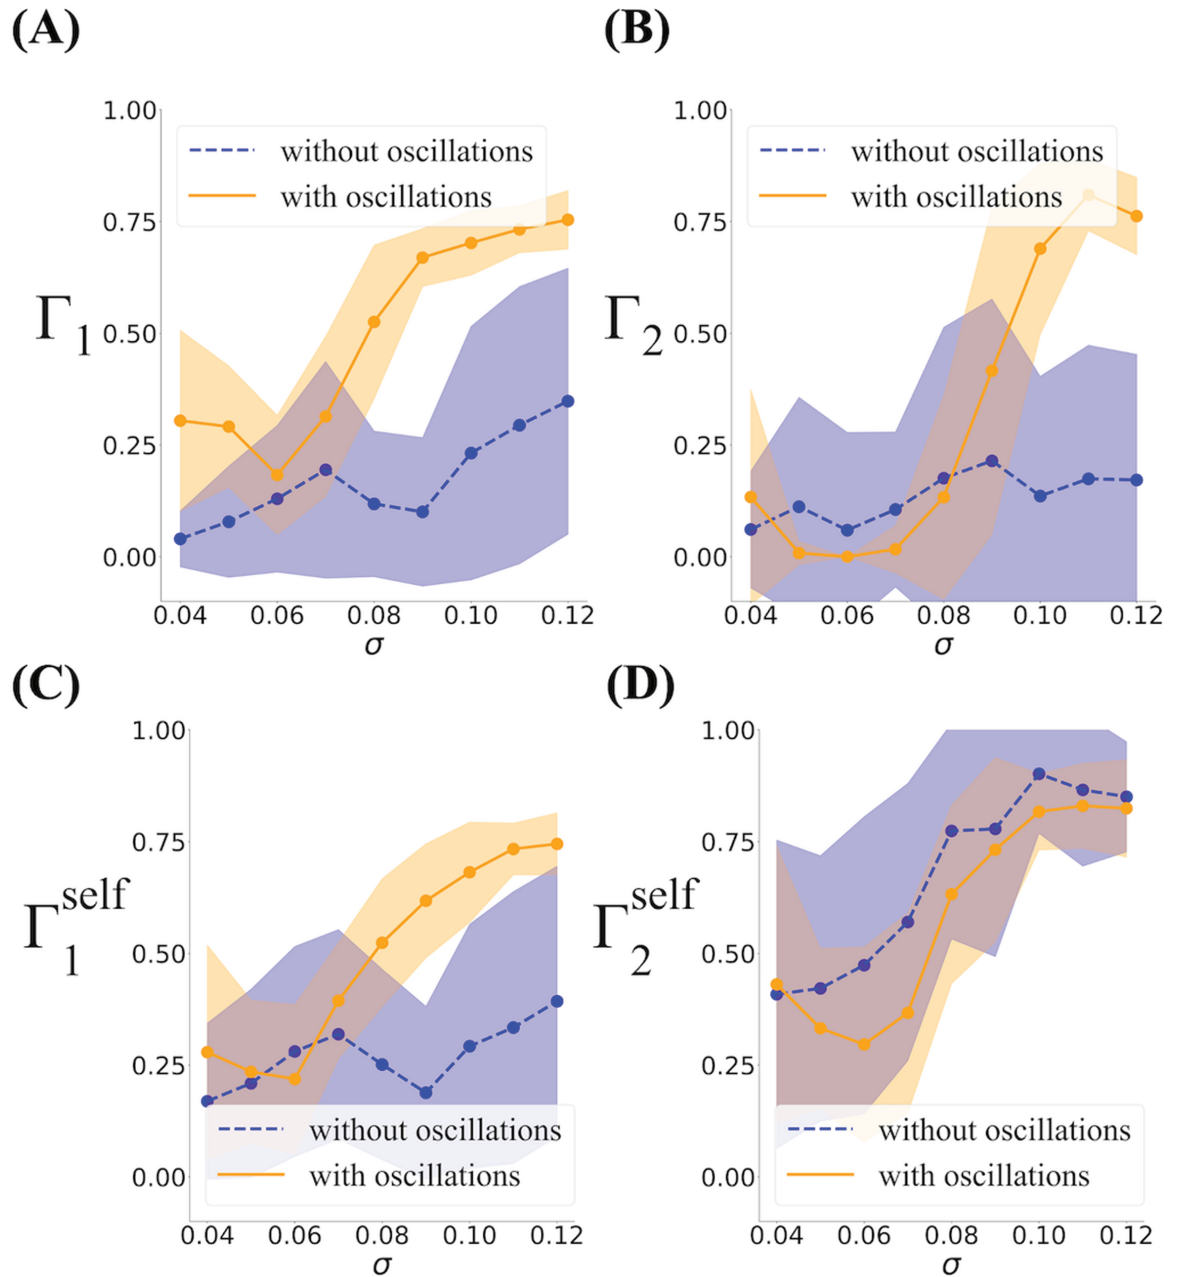 (A)
1.00
without oscillations
with oscillations
0.75
Γ1
0.50
0.25
0.00
0.04 0.06 0.08 0.10 0.12
σ
(B)
1.00
without oscillations
with oscillations
0.75
Γ2
0.50
0.25
0.00
0.04 0.06 0.08 0.10 0.12
σ
(C)
1.00
0.75
Γ1self
0.50
0.25
without oscillations
with oscillations
0.00
0.04 0.06 0.08 0.10 0.12
σ
(D)
1.00
0.75
Γ2self
0.50
0.25
without oscillations
with oscillations
0.00
0.04 0.06 0.08 0.10 0.12
σ